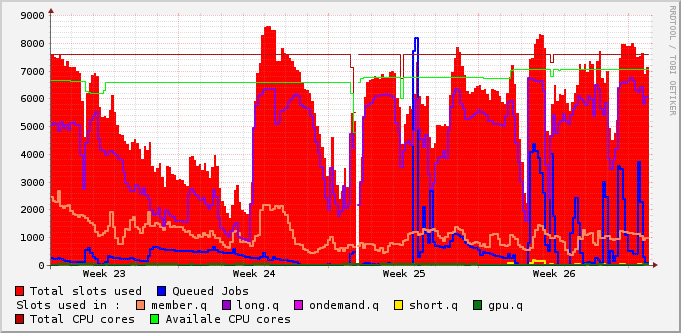 9000
8000
7000
6000
5000
4000
3000
2000
1000
0
Week 23 Week 24 Week 25 Week 26
RRDTOOL / TOBI OETIKER
Total slots used Queued Jobs
Slots used in : member.q long.q ondemand.q short.q gpu.q
Total CPU cores Availale CPU cores